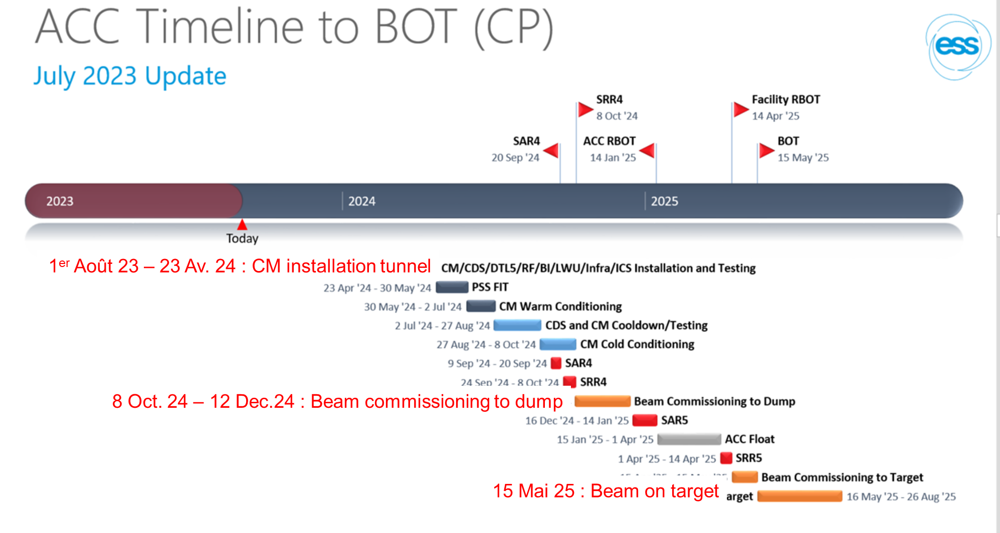 ACC Timeline to BOT (CP)
ess
July 2023 Update
SRR4
8 Oct '24
Facility RBOT
14 Apr '25
SAR4
20 Sep '24
ACC RBOT
14 Jan '25
BOT
15 May '25
2023
2024
2025
Today
1er Août 23 – 23 Av. 24 : CM installation tunnel
CM/CDS/DTL5/RF/BI/LWU/Infra/ICS Installation and Testing
23 Apr '24 - 30 May '24 PSS FIT
30 May '24 - 2 Jul '24 CM Warm Conditioning
2 Jul '24 - 27 Aug '24 CDS and CM Cooldown/Testing
27 Aug '24 - 8 Oct '24 CM Cold Conditioning
9 Sep '24 - 20 Sep '24 SAR4
24 Sep '24 - 8 Oct '24 SRR4
8 Oct. 24 – 12 Dec.24 : Beam commissioning to dump
Beam Commissioning to Dump
16 Dec '24 - 14 Jan '25 SAR5
15 Jan '25 - 1 Apr '25 ACC Float
1 Apr '25 - 14 Apr '25 SRR5
Beam Commissioning to Target
15 Mai 25 : Beam on target
arget 16 May '25 - 26 Aug '25